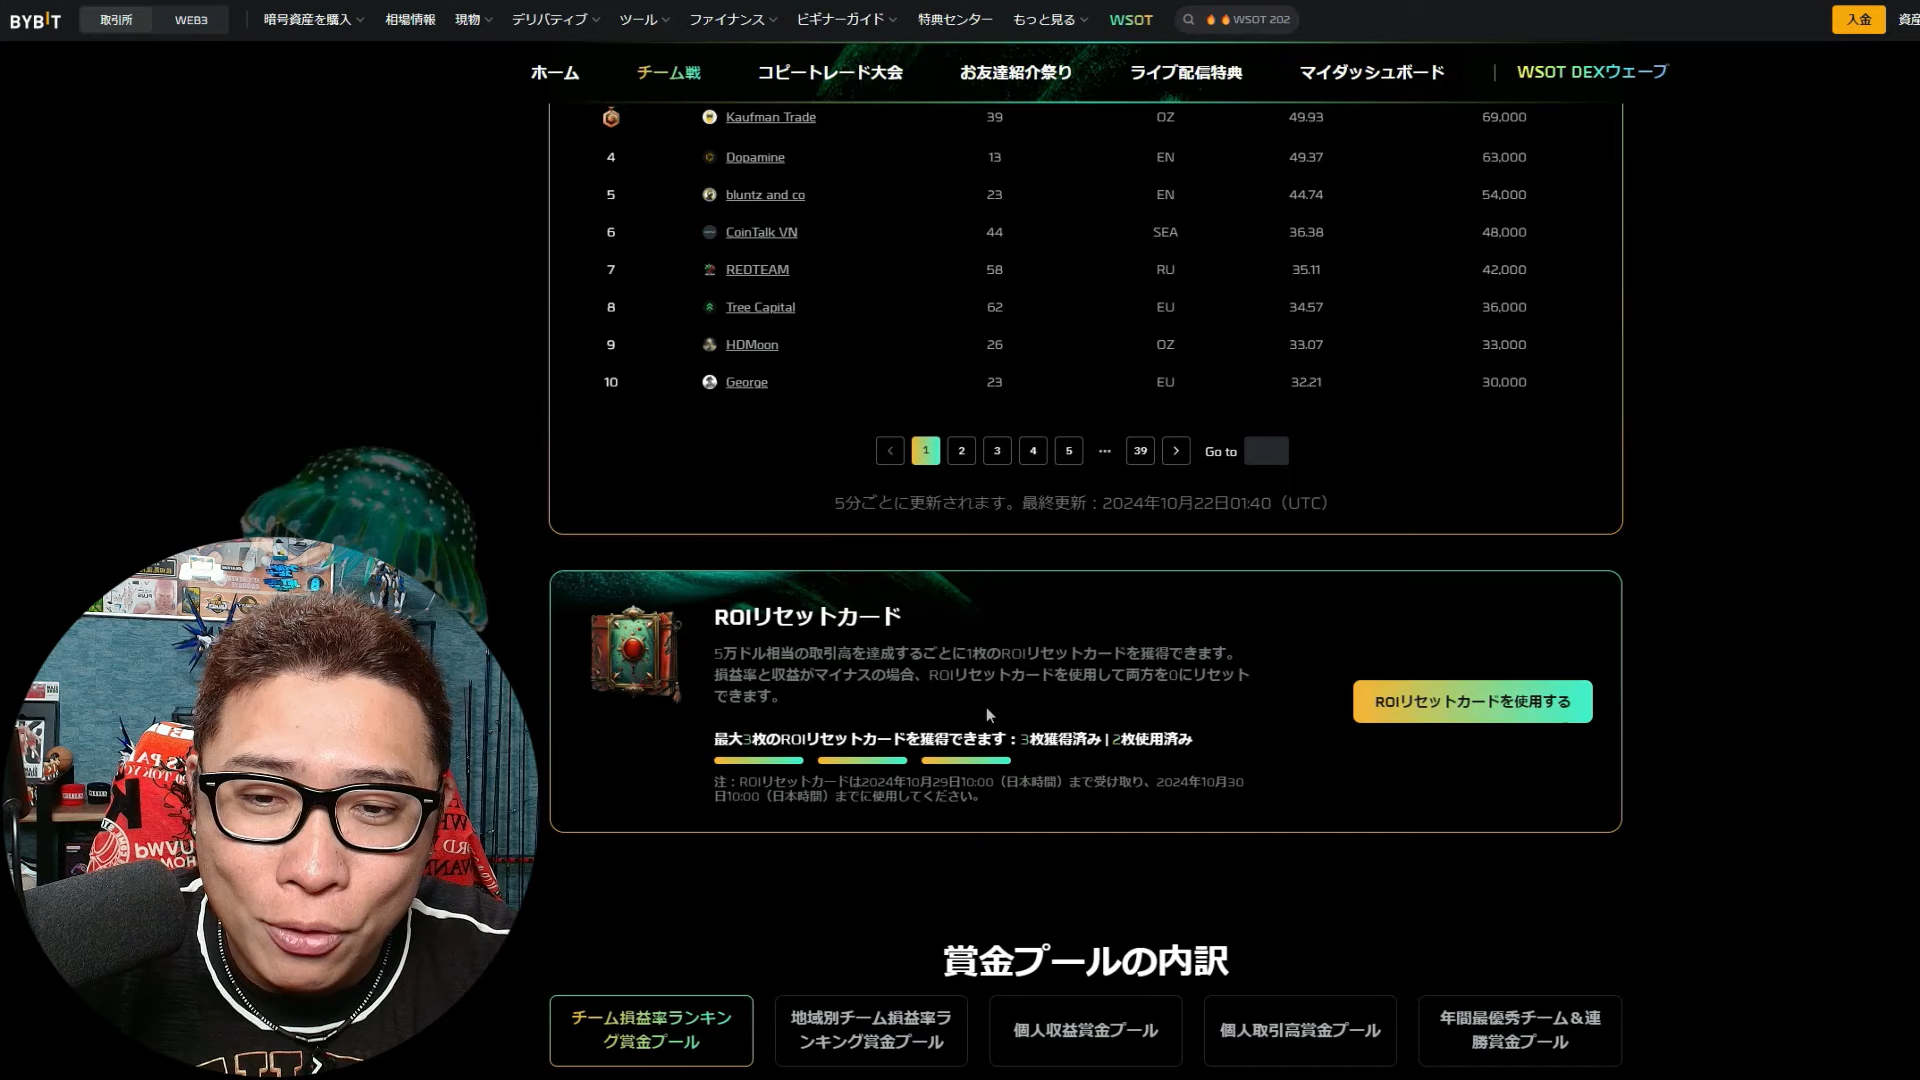 BYBIT 取引所 WEB3 暗号資産を購入 相場情報 現物 デリバティブ ツール ファイナンス ビギナーガイド 特典センター もっと見る WSOT WSOT 202 入金 資産
ホーム チーム戦 コピートレード大会 お友達紹介祭り ライブ配信特典 マイダッシュボード | WSOT DEXウェーブ
Kaufman Trade 39 OZ 49.93 69,000
4 Dopamine 13 EN 49.37 63,000
5 bluntz and co 23 EN 44.74 54,000
6 CoinTalk VN 44 SEA 36.38 48,000
7 REDTEAM 58 RU 35.11 42,000
8 Tree Capital 62 EU 34.57 36,000
9 HDMoon 26 OZ 33.07 33,000
10 George 23 EU 32.21 30,000
1 2 3 4 5 ··· 39 Go to
5分ごとに更新されます。最終更新：2024年10月22日01:40（UTC）
ROIリセットカード
5万ドル相当の取引高を達成するごとに1枚のROIリセットカードを獲得できます。
損益率と収益がマイナスの場合、ROIリセットカードを使用して両方を0にリセット
できます。
ROIリセットカードを使用する
最大3枚のROIリセットカードを獲得できます：3枚獲得済み | 2枚使用済み
注：ROIリセットカードは2024年10月29日10:00（日本時間）まで受け取り、2024年10月30
日10:00（日本時間）までに使用してください。
賞金プールの内訳
チーム損益率ランキン
グ賞金プール
地域別チーム損益率ラ
ンキング賞金プール
個人収益賞金プール
個人取引高賞金プール
年間最優秀チーム＆連
勝賞金プール